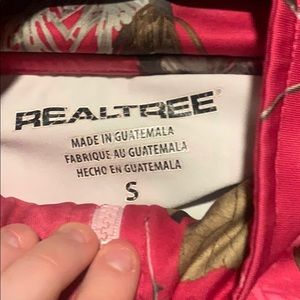 REALTREE
MADE IN GUATEMALA
FABRIQUE AU GUATEMALA
HECHO EN GUATEMALA
S